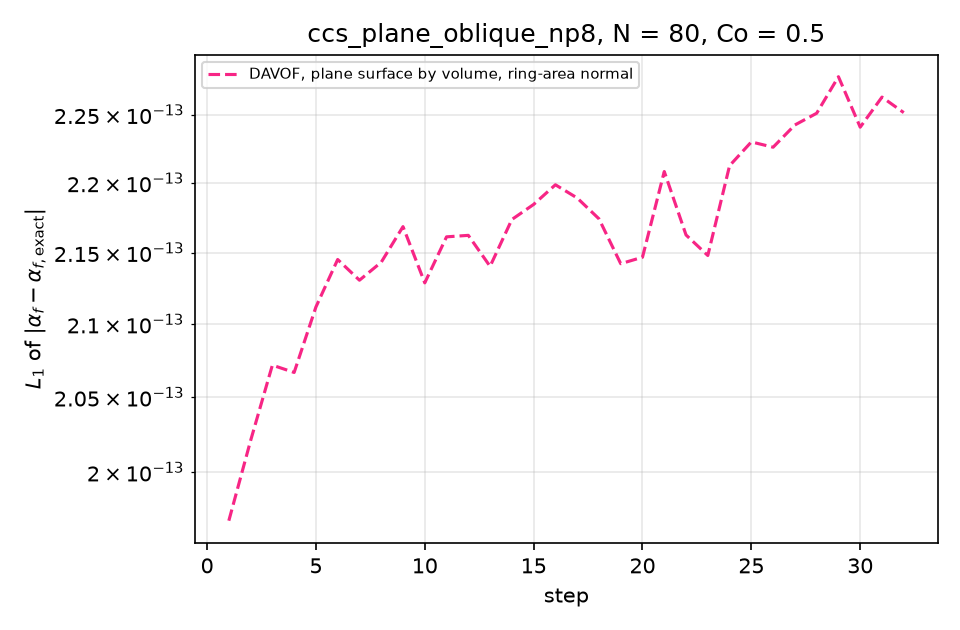 ccs_plane_oblique_np8, N = 80, Co = 0.5
DAVOF, plane surface by volume, ring-area normal
2.25 × 10⁻¹³
2.2 × 10⁻¹³
2.15 × 10⁻¹³
2.1 × 10⁻¹³
2.05 × 10⁻¹³
2 × 10⁻¹³
L₁ of |α_f − α_{f, exact}|
0 5 10 15 20 25 30
step